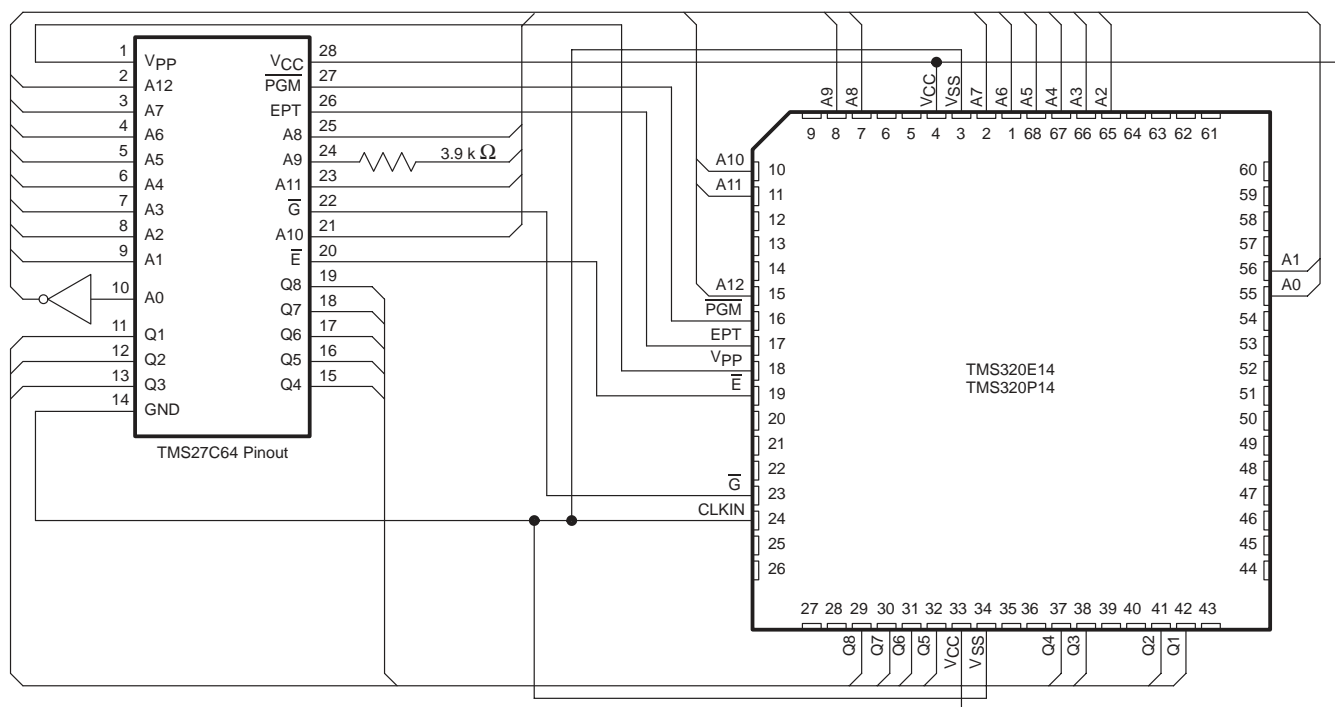 1 VPP VCC 28
2 A12 PGM 27
3 A7 EPT 26
4 A6 A8 25
5 A5 A9 24 3.9 k Ω
6 A4 A11 23
7 A3 G 22
8 A2 A10 21
9 A1 E 20
10 A0 Q8 19
Q7 18
11 Q1 Q6 17
12 Q2 Q5 16
13 Q3 Q4 15
14 GND
TMS27C64 Pinout
A9 A8 VCC VSS A7 A6 A5 A4 A3 A2
9 8 7 6 5 4 3 2 1 68 67 66 65 64 63 62 61
A10 10
A11 11
12
13
14
A12 15
PGM 16
EPT 17
VPP 18
E 19
20
21
22
G 23
CLKIN 24
25
26
TMS320E14
TMS320P14
60
59
58
57
56 A1
55 A0
54
53
52
51
50
49
48
47
46
45
44
27 28 29 30 31 32 33 34 35 36 37 38 39 40 41 42 43
Q8 Q7 Q6 Q5 VCC VSS Q4 Q3 Q2 Q1